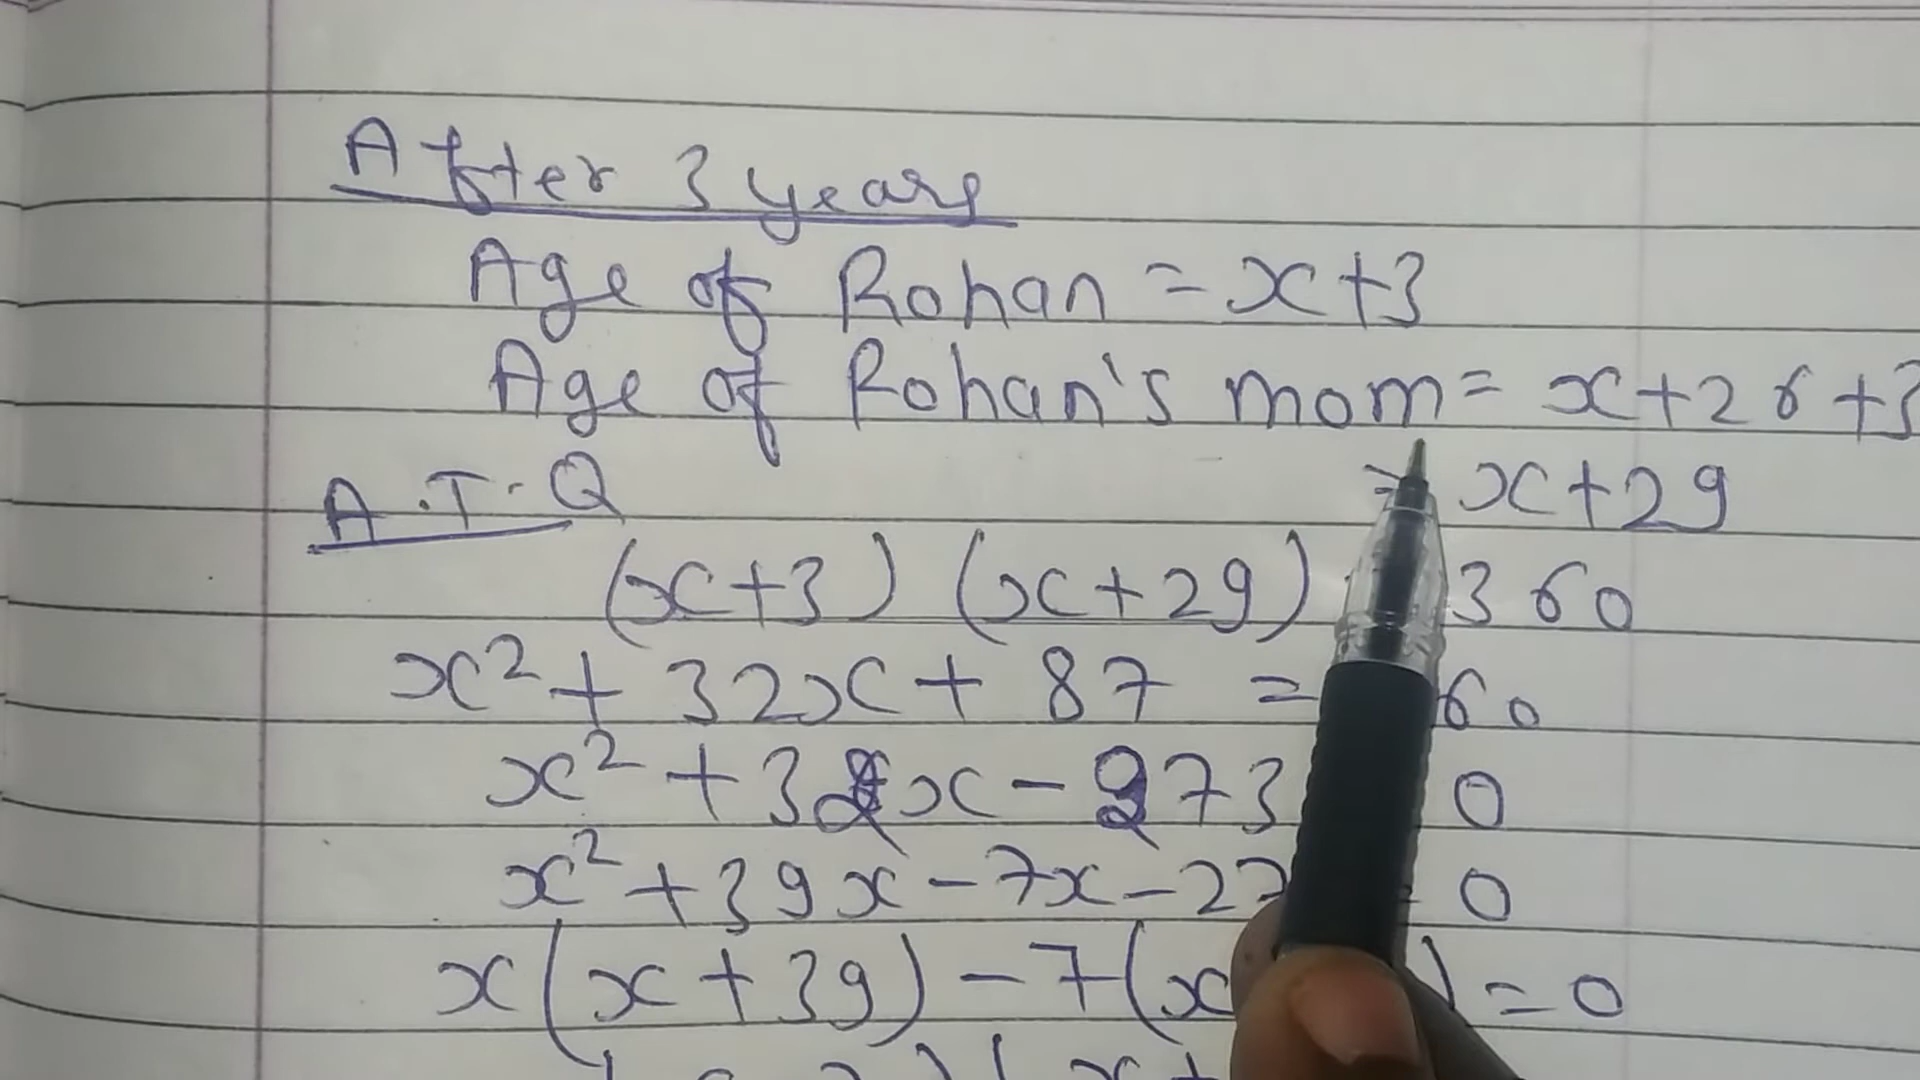 After 3 years
Age of Rohan = x+3
Age of Rohan's mom = x+26+3
= x+29
A.T.Q
(x+3) (x+29) 360
x² + 32x + 87 = 60
x² + 32x - 273 0
x² + 39x - 7x - 27 0
x(x+39) - 7(x ) = 0